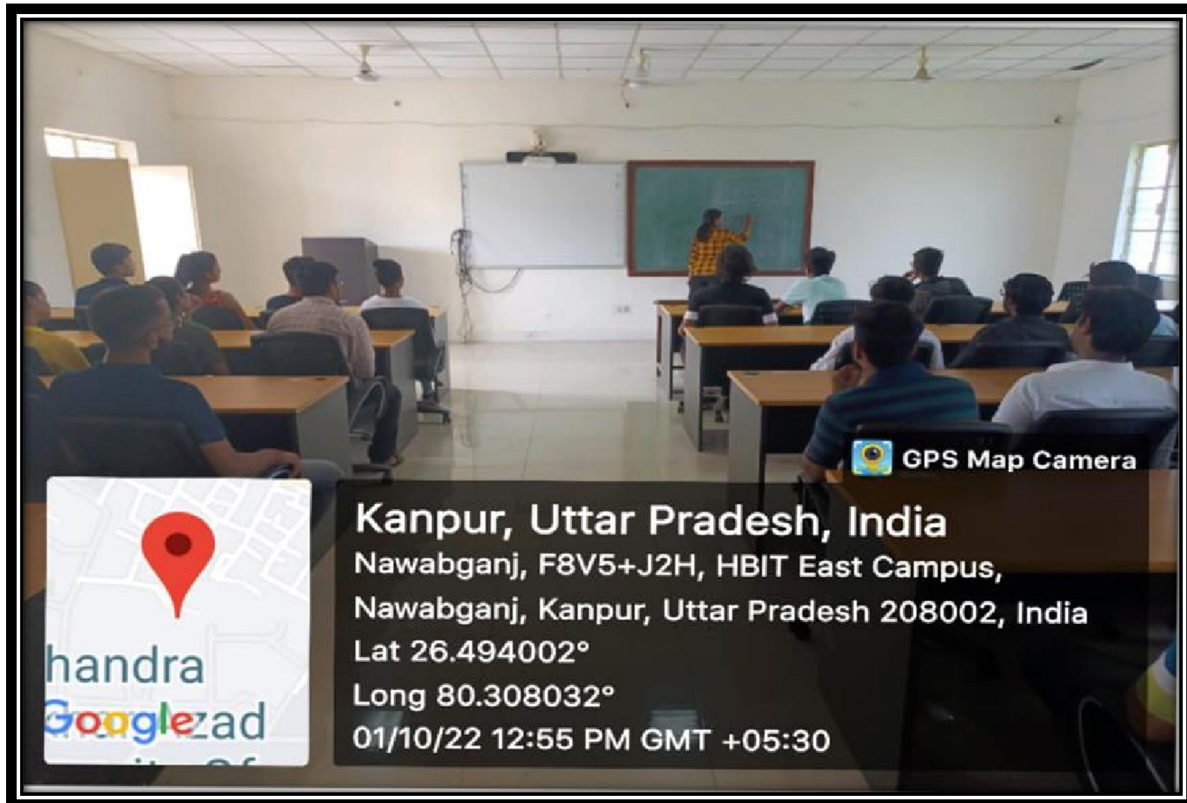 GPS Map Camera
Kanpur, Uttar Pradesh, India
Nawabganj, F8V5+J2H, HBIT East Campus,
Nawabganj, Kanpur, Uttar Pradesh 208002, India
Lat 26.494002°
Long 80.308032°
01/10/22 12:55 PM GMT +05:30
handra
Google zad